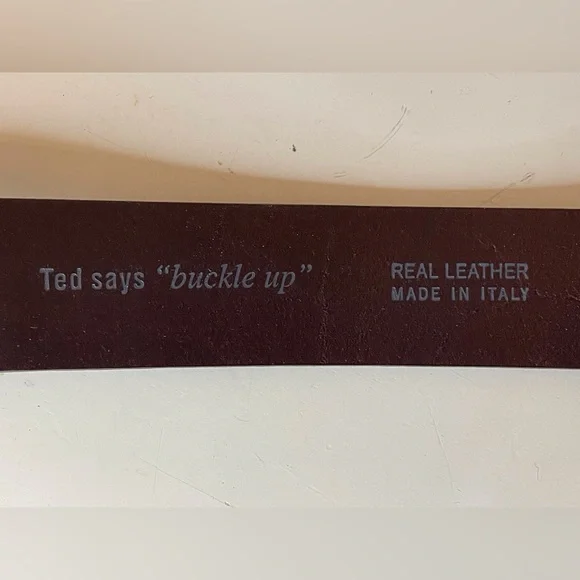 Ted says “buckle up”
REAL LEATHER
MADE IN ITALY